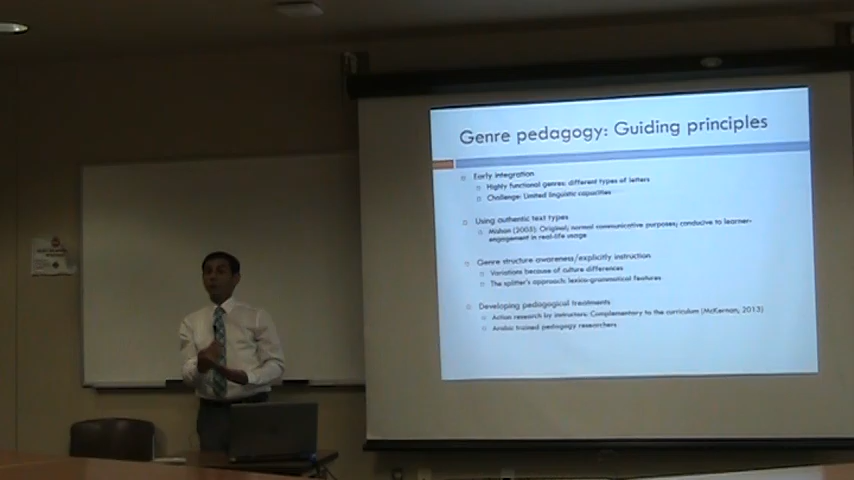 Genre pedagogy: Guiding principles
Early integration
Highly functional genres: different types of letters
Challenge: Limited linguistic capacities
Using authentic text types
Mishan (2005): Original; normal communicative purposes; conducive to learner-
engagement in real-life usage
Genre structure awareness/explicitly instruction
Variations because of culture differences
The splitter's approach: lexico-grammatical features
Developing pedagogical treatments
Action research by instructors: Complementary to the curriculum (McKernan, 2013)
Arabic trained pedagogy researchers